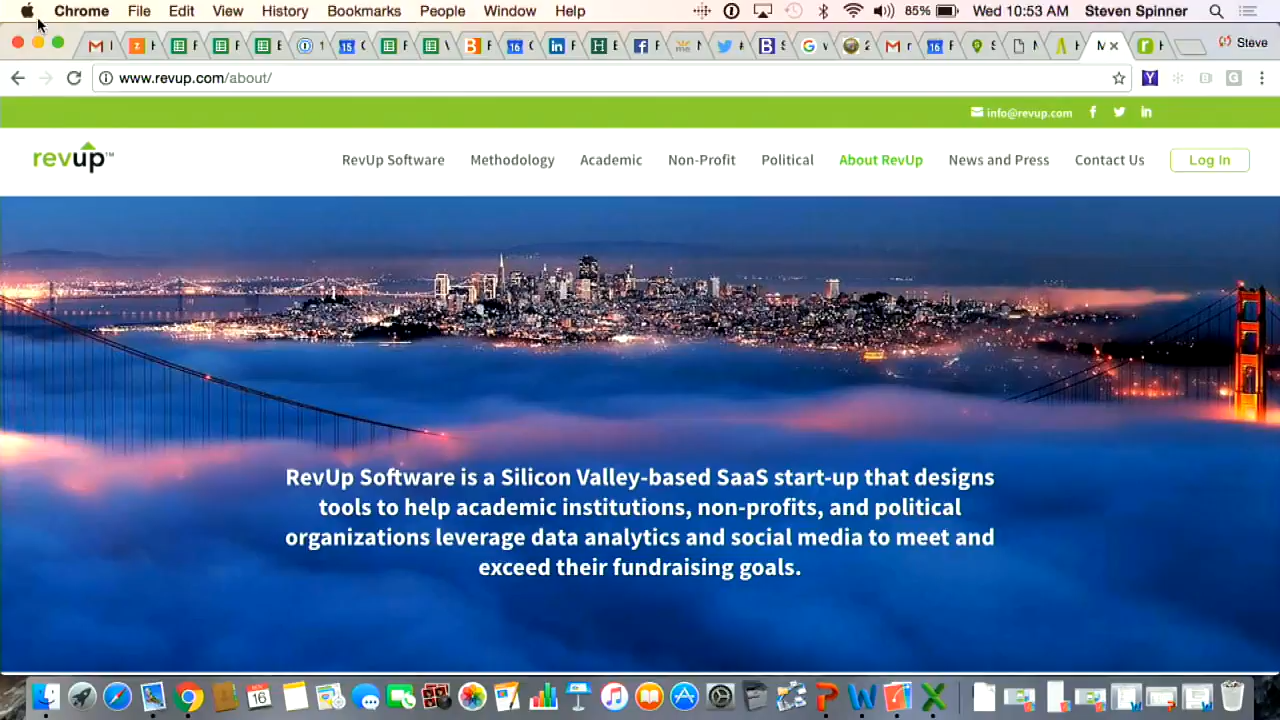 Chrome File Edit View History Bookmarks People Window Help 85% Wed 10:53 AM Steven Spinner
Steve
www.revup.com/about/
info@revup.com
revup™
RevUp Software Methodology Academic Non-Profit Political About RevUp News and Press Contact Us Log In
RevUp Software is a Silicon Valley-based SaaS start-up that designs
tools to help academic institutions, non-profits, and political
organizations leverage data analytics and social media to meet and
exceed their fundraising goals.